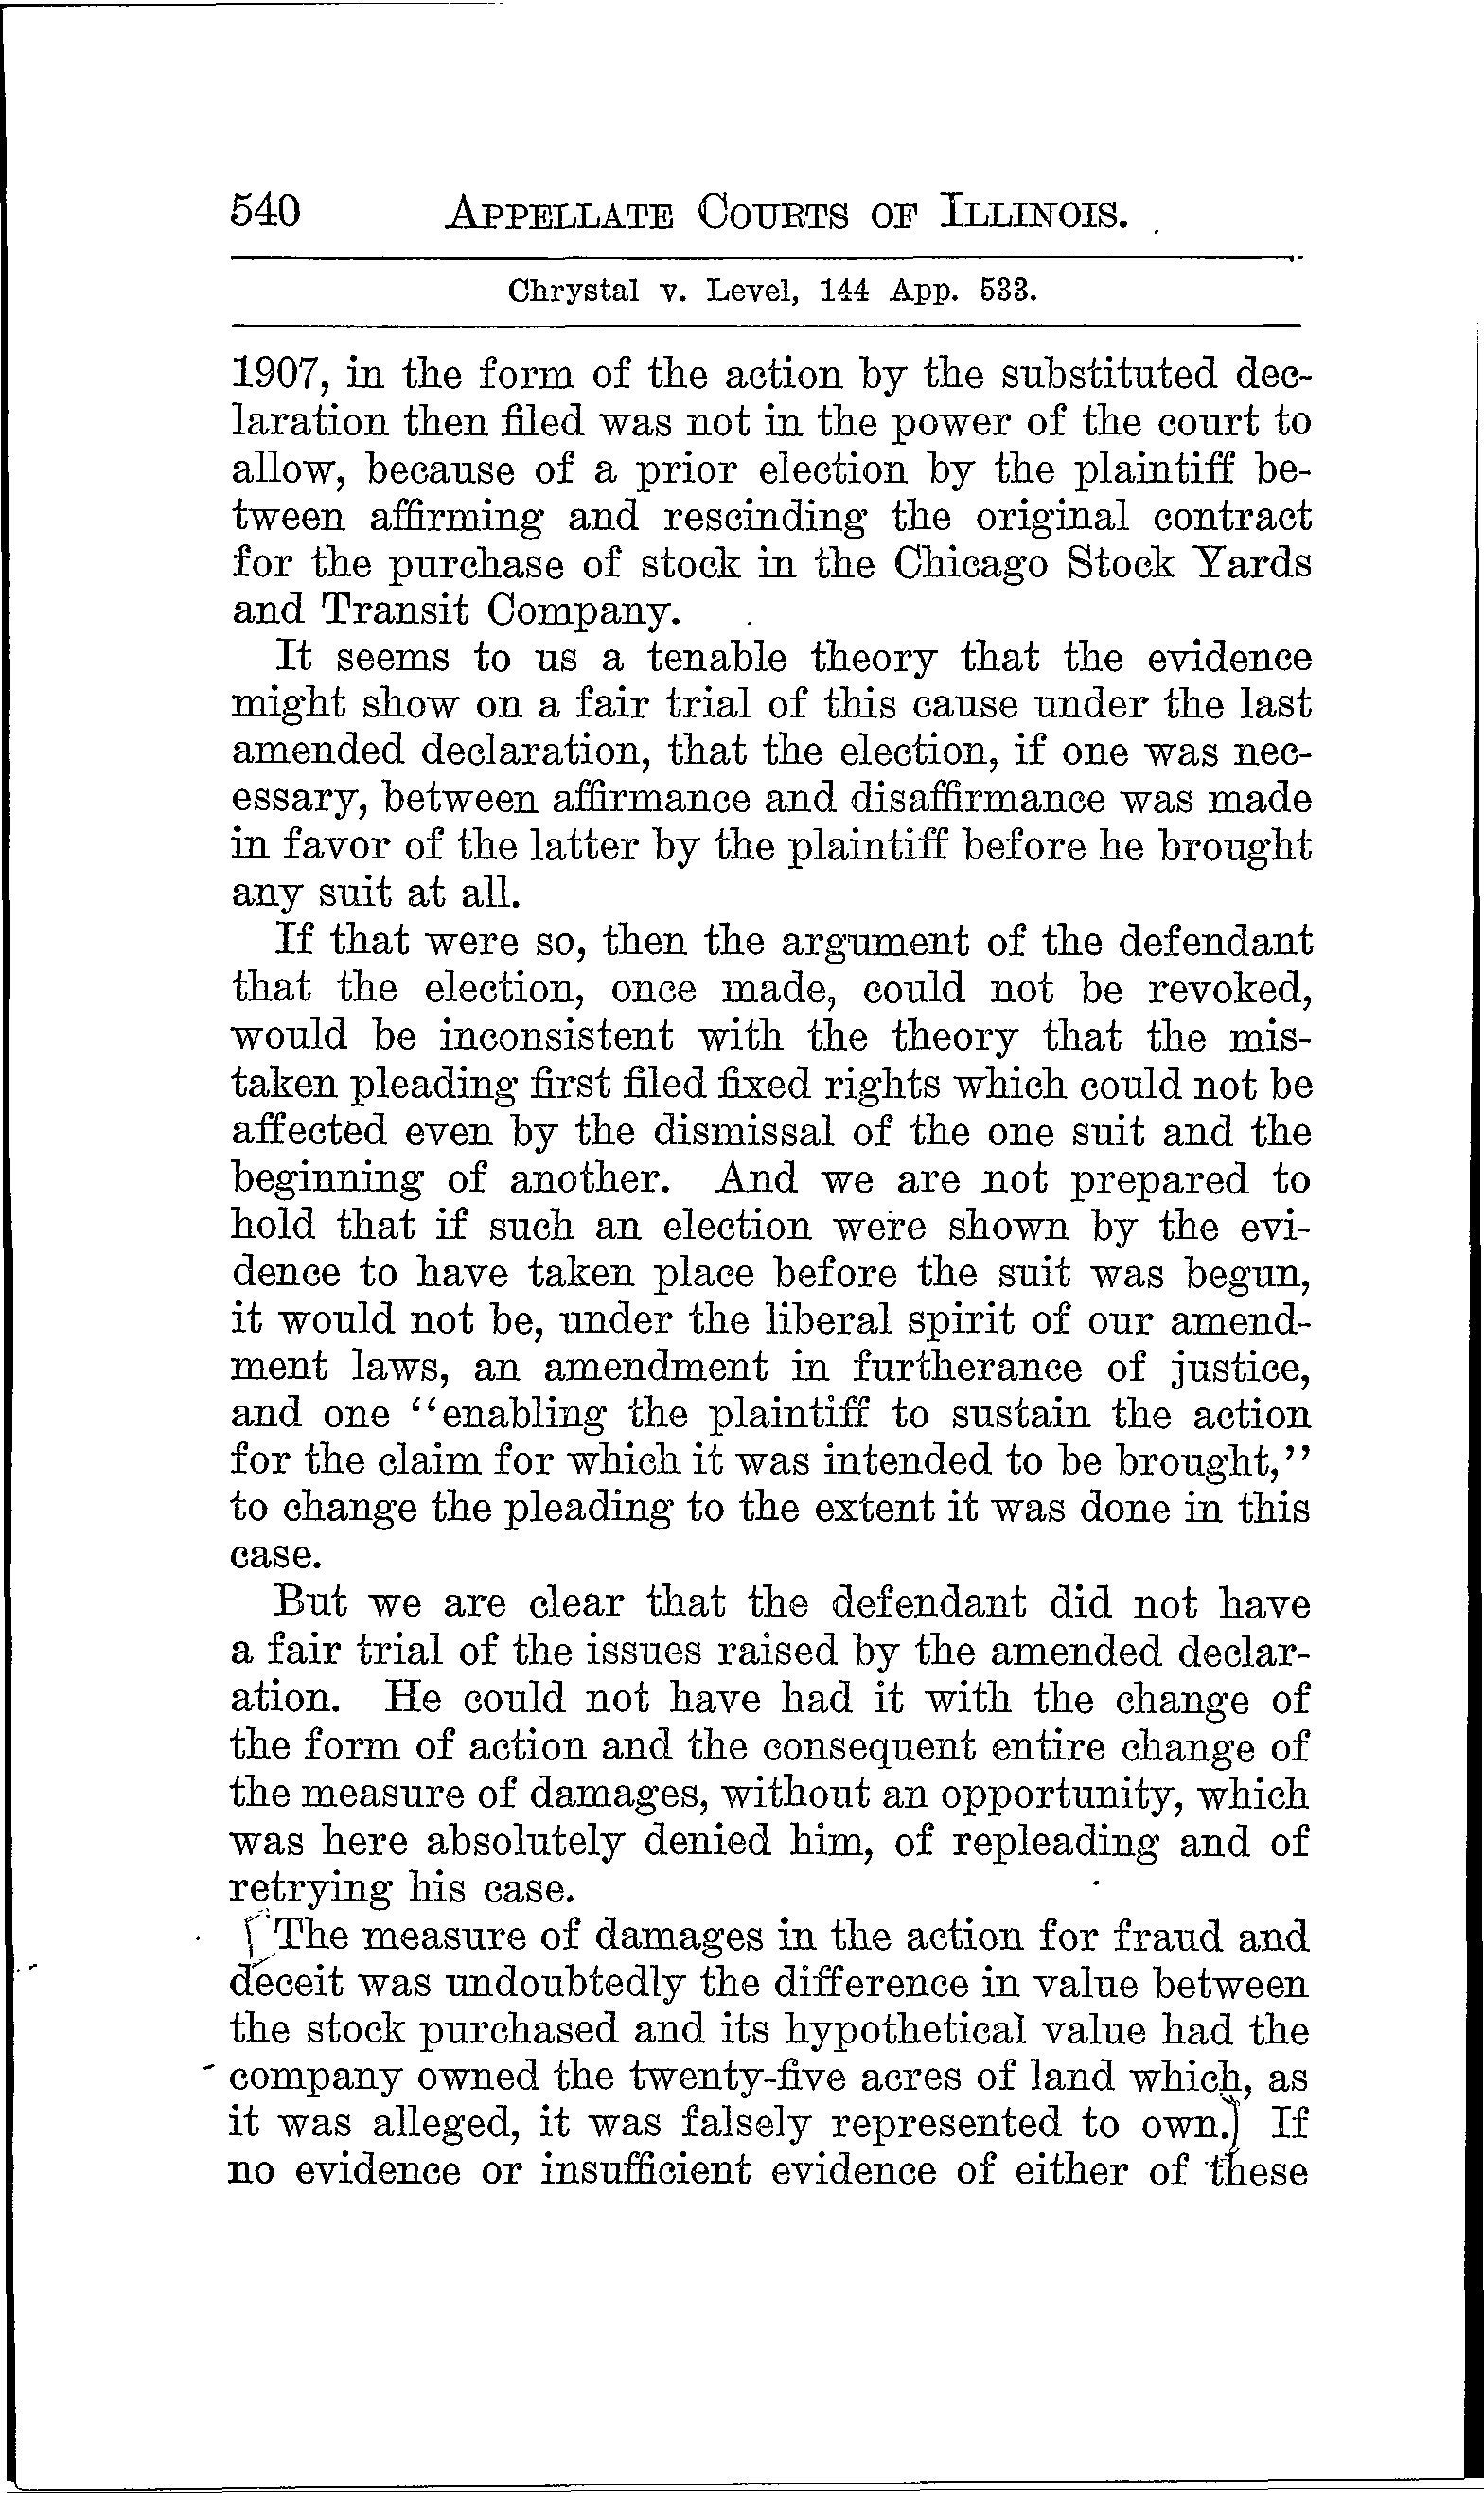 540 APPELLATE COURTS OF ILLINOIS.
Chrystal v. Level, 144 App. 533.
1907, in the form of the action by the substituted dec-
laration then filed was not in the power of the court to
allow, because of a prior election by the plaintiff be-
tween affirming and rescinding the original contract
for the purchase of stock in the Chicago Stock Yards
and Transit Company.
It seems to us a tenable theory that the evidence
might show on a fair trial of this cause under the last
amended declaration, that the election, if one was nec-
essary, between affirmance and disaffirmance was made
in favor of the latter by the plaintiff before he brought
any suit at all.
If that were so, then the argument of the defendant
that the election, once made, could not be revoked,
would be inconsistent with the theory that the mis-
taken pleading first filed fixed rights which could not be
affected even by the dismissal of the one suit and the
beginning of another. And we are not prepared to
hold that if such an election were shown by the evi-
dence to have taken place before the suit was begun,
it would not be, under the liberal spirit of our amend-
ment laws, an amendment in furtherance of justice,
and one "enabling the plaintiff to sustain the action
for the claim for which it was intended to be brought,"
to change the pleading to the extent it was done in this
case.
But we are clear that the defendant did not have
a fair trial of the issues raised by the amended declar-
ation. He could not have had it with the change of
the form of action and the consequent entire change of
the measure of damages, without an opportunity, which
was here absolutely denied him, of repleading and of
retrying his case.
[The measure of damages in the action for fraud and
deceit was undoubtedly the difference in value between
the stock purchased and its hypothetical value had the
company owned the twenty-five acres of land which, as
it was alleged, it was falsely represented to own.] If
no evidence or insufficient evidence of either of these